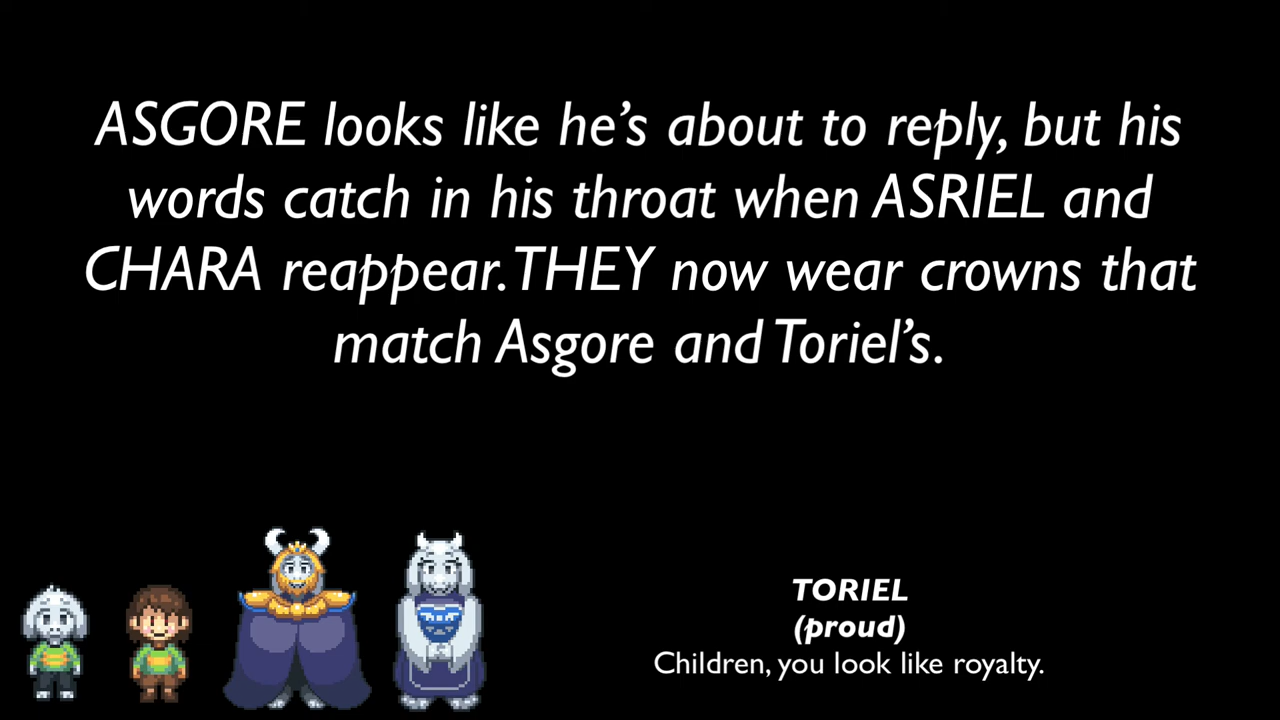 ASGORE looks like he’s about to reply, but his
words catch in his throat when ASRIEL and
CHARA reappear. THEY now wear crowns that
match Asgore and Toriel’s.
TORIEL
(proud)
Children, you look like royalty.